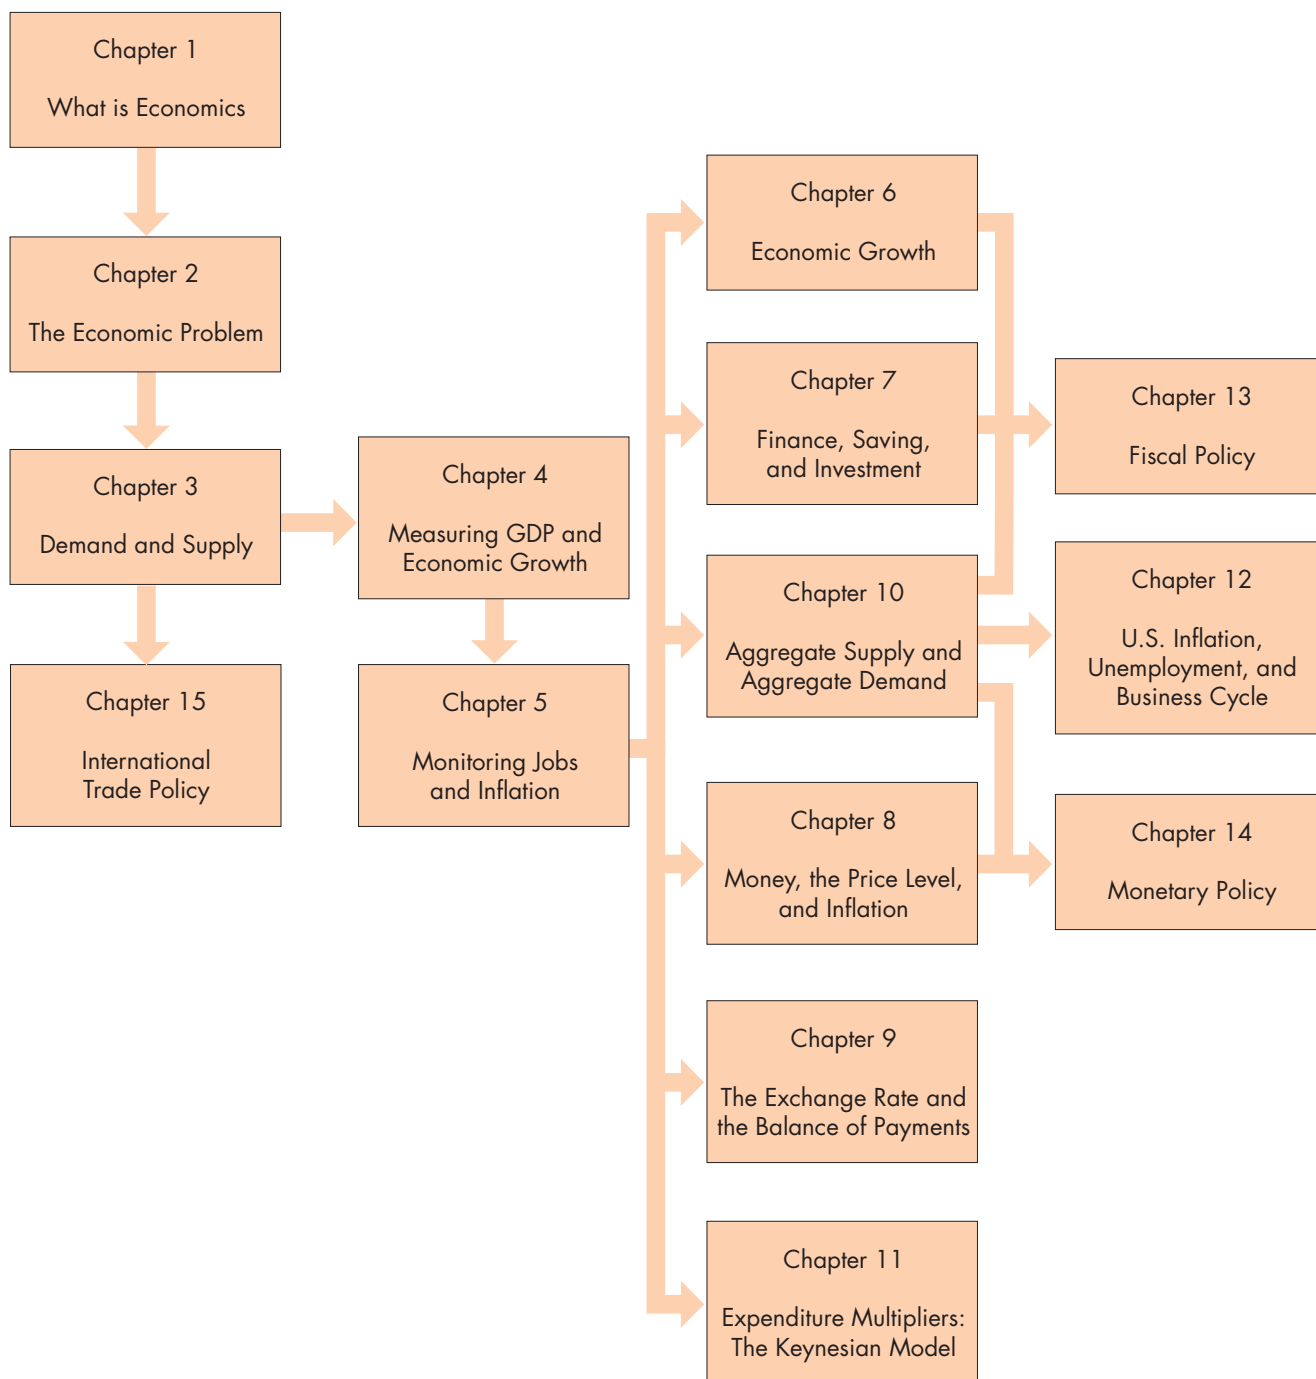 Chapter 1
What is Economics
Chapter 2
The Economic Problem
Chapter 3
Demand and Supply
Chapter 15
International
Trade Policy
Chapter 4
Measuring GDP and
Economic Growth
Chapter 5
Monitoring Jobs
and Inflation
Chapter 6
Economic Growth
Chapter 7
Finance, Saving,
and Investment
Chapter 10
Aggregate Supply and
Aggregate Demand
Chapter 8
Money, the Price Level,
and Inflation
Chapter 9
The Exchange Rate and
the Balance of Payments
Chapter 11
Expenditure Multipliers:
The Keynesian Model
Chapter 13
Fiscal Policy
Chapter 12
U.S. Inflation,
Unemployment, and
Business Cycle
Chapter 14
Monetary Policy